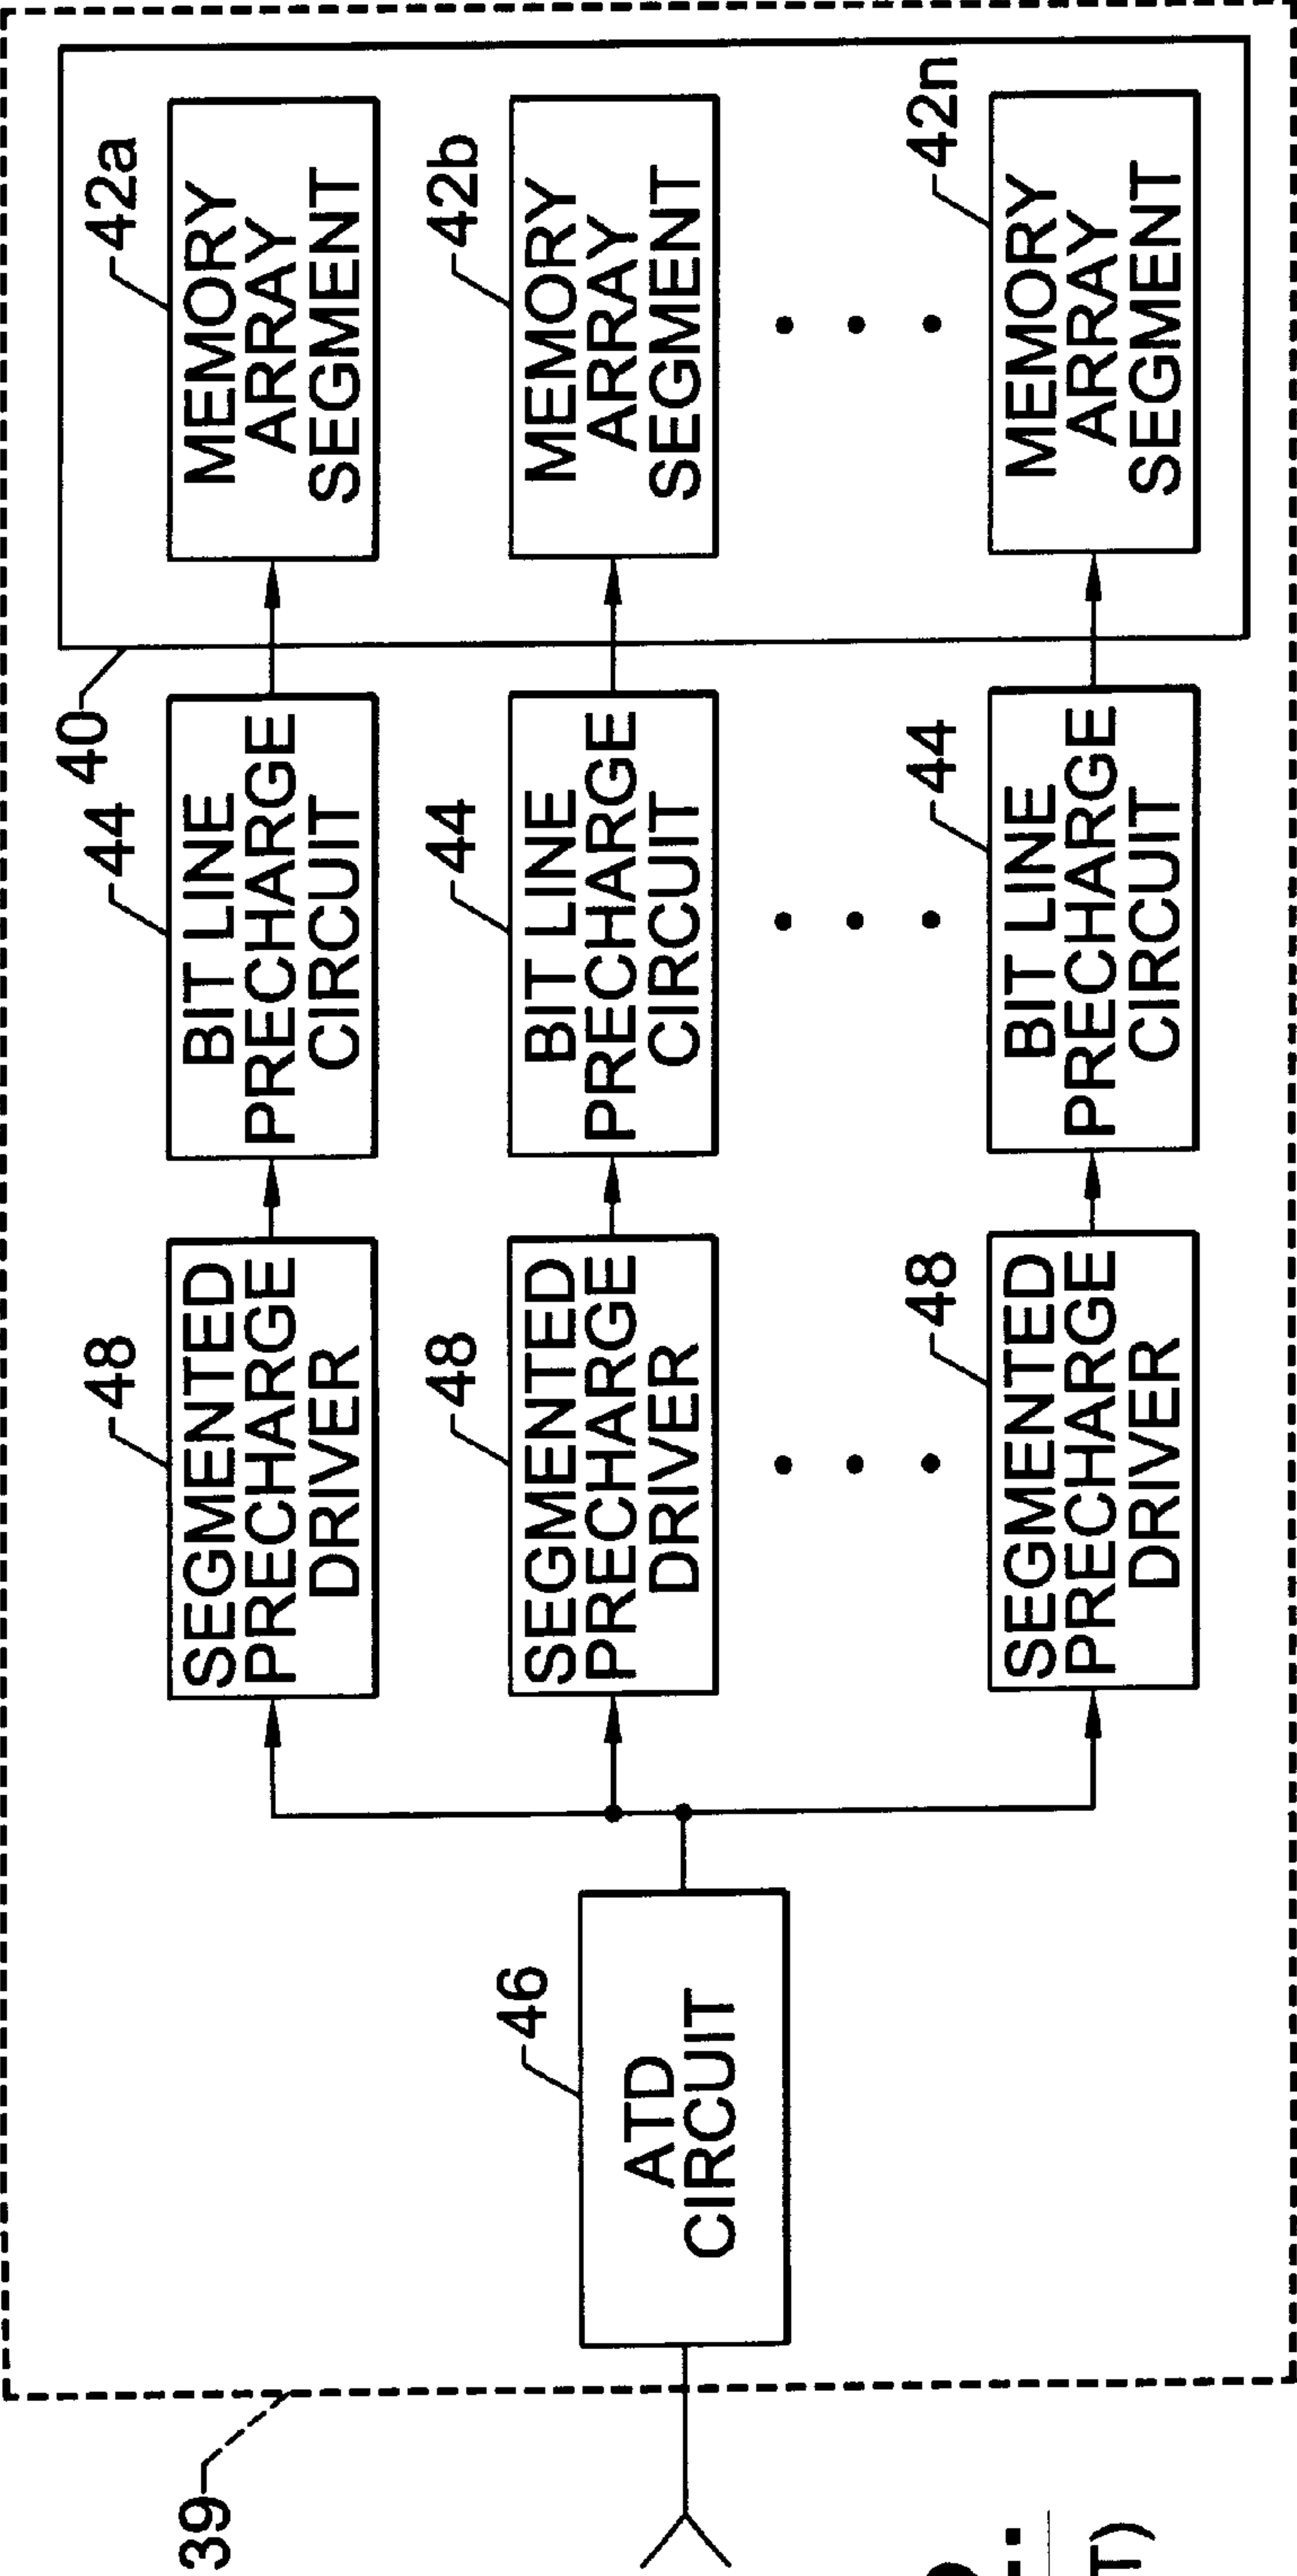 39
40
46
ATD
CIRCUIT
48
SEGMENTED
PRECHARGE
DRIVER
44
BIT LINE
PRECHARGE
CIRCUIT
42a
MEMORY
ARRAY
SEGMENT
48
SEGMENTED
PRECHARGE
DRIVER
44
BIT LINE
PRECHARGE
CIRCUIT
42b
MEMORY
ARRAY
SEGMENT
48
SEGMENTED
PRECHARGE
DRIVER
44
BIT LINE
PRECHARGE
CIRCUIT
42n
MEMORY
ARRAY
SEGMENT
T)